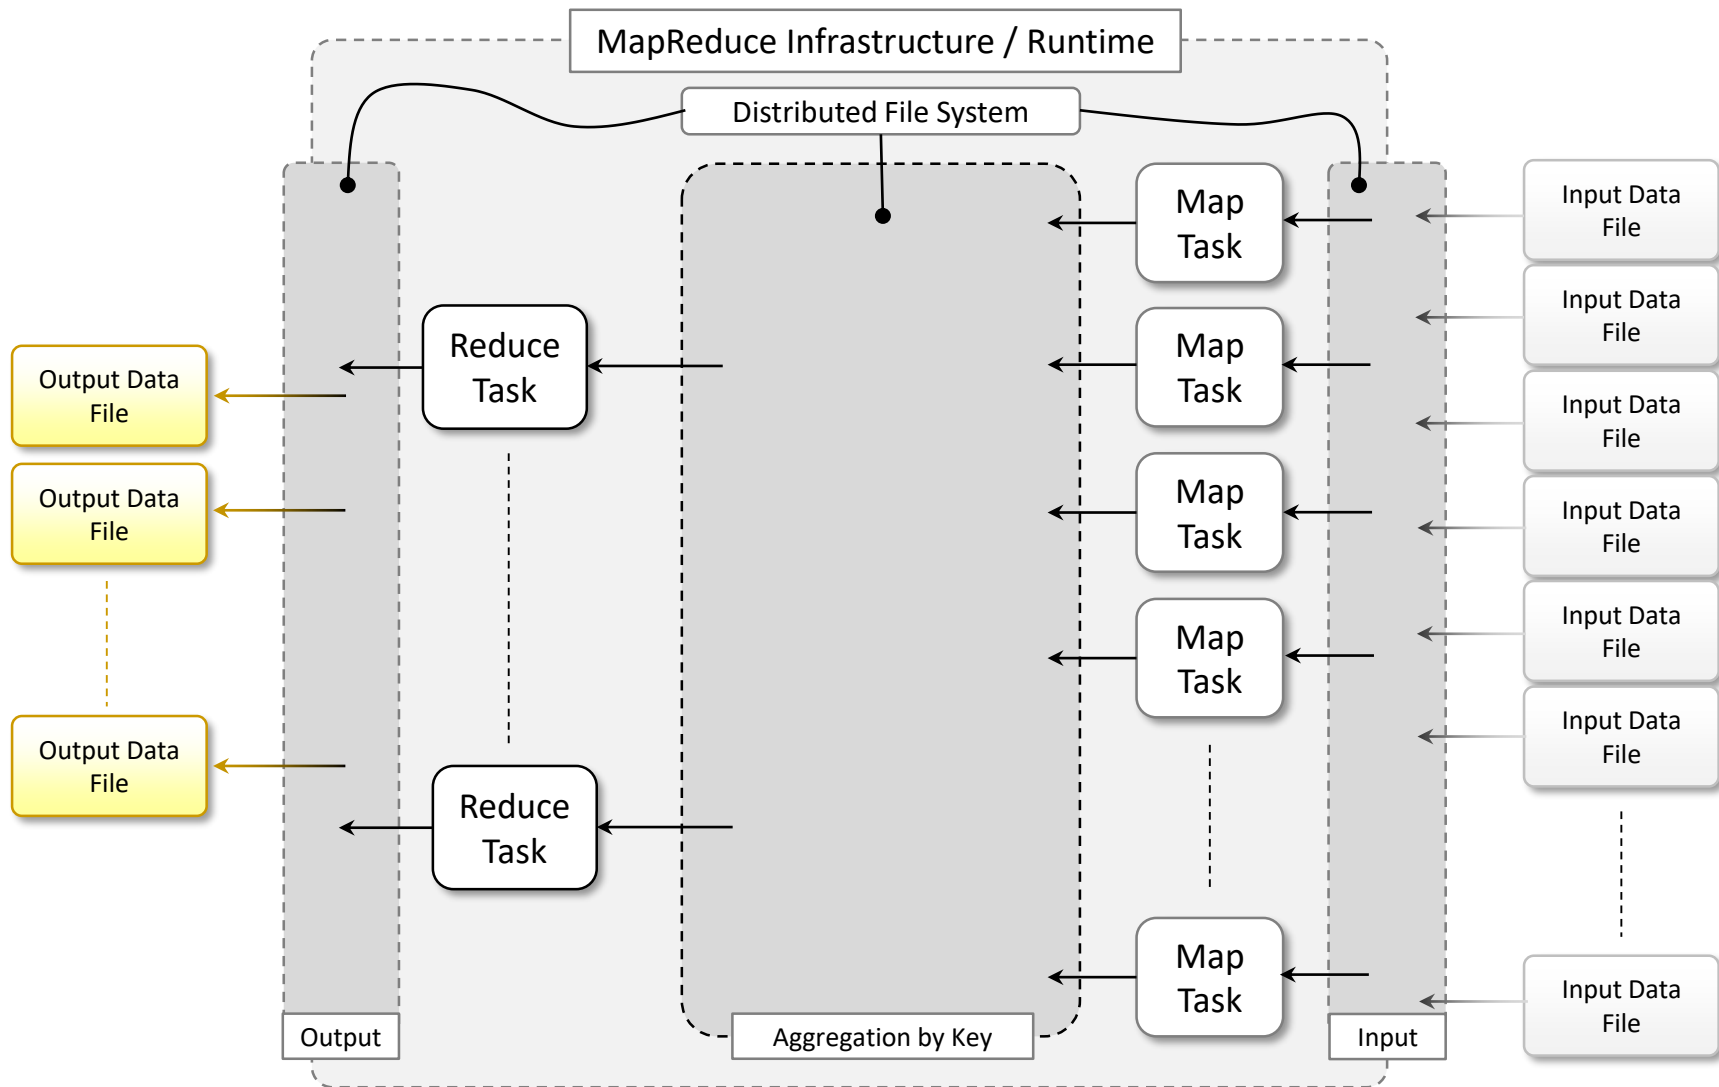 MapReduce Infrastructure / Runtime
Distributed File System
Map
Task
Map
Task
Map
Task
Map
Task
Map
Task
Input Data
File
Input Data
File
Input Data
File
Input Data
File
Input Data
File
Input Data
File
Input Data
File
Reduce
Task
Reduce
Task
Output Data
File
Output Data
File
Output Data
File
Output
Aggregation by Key
Input